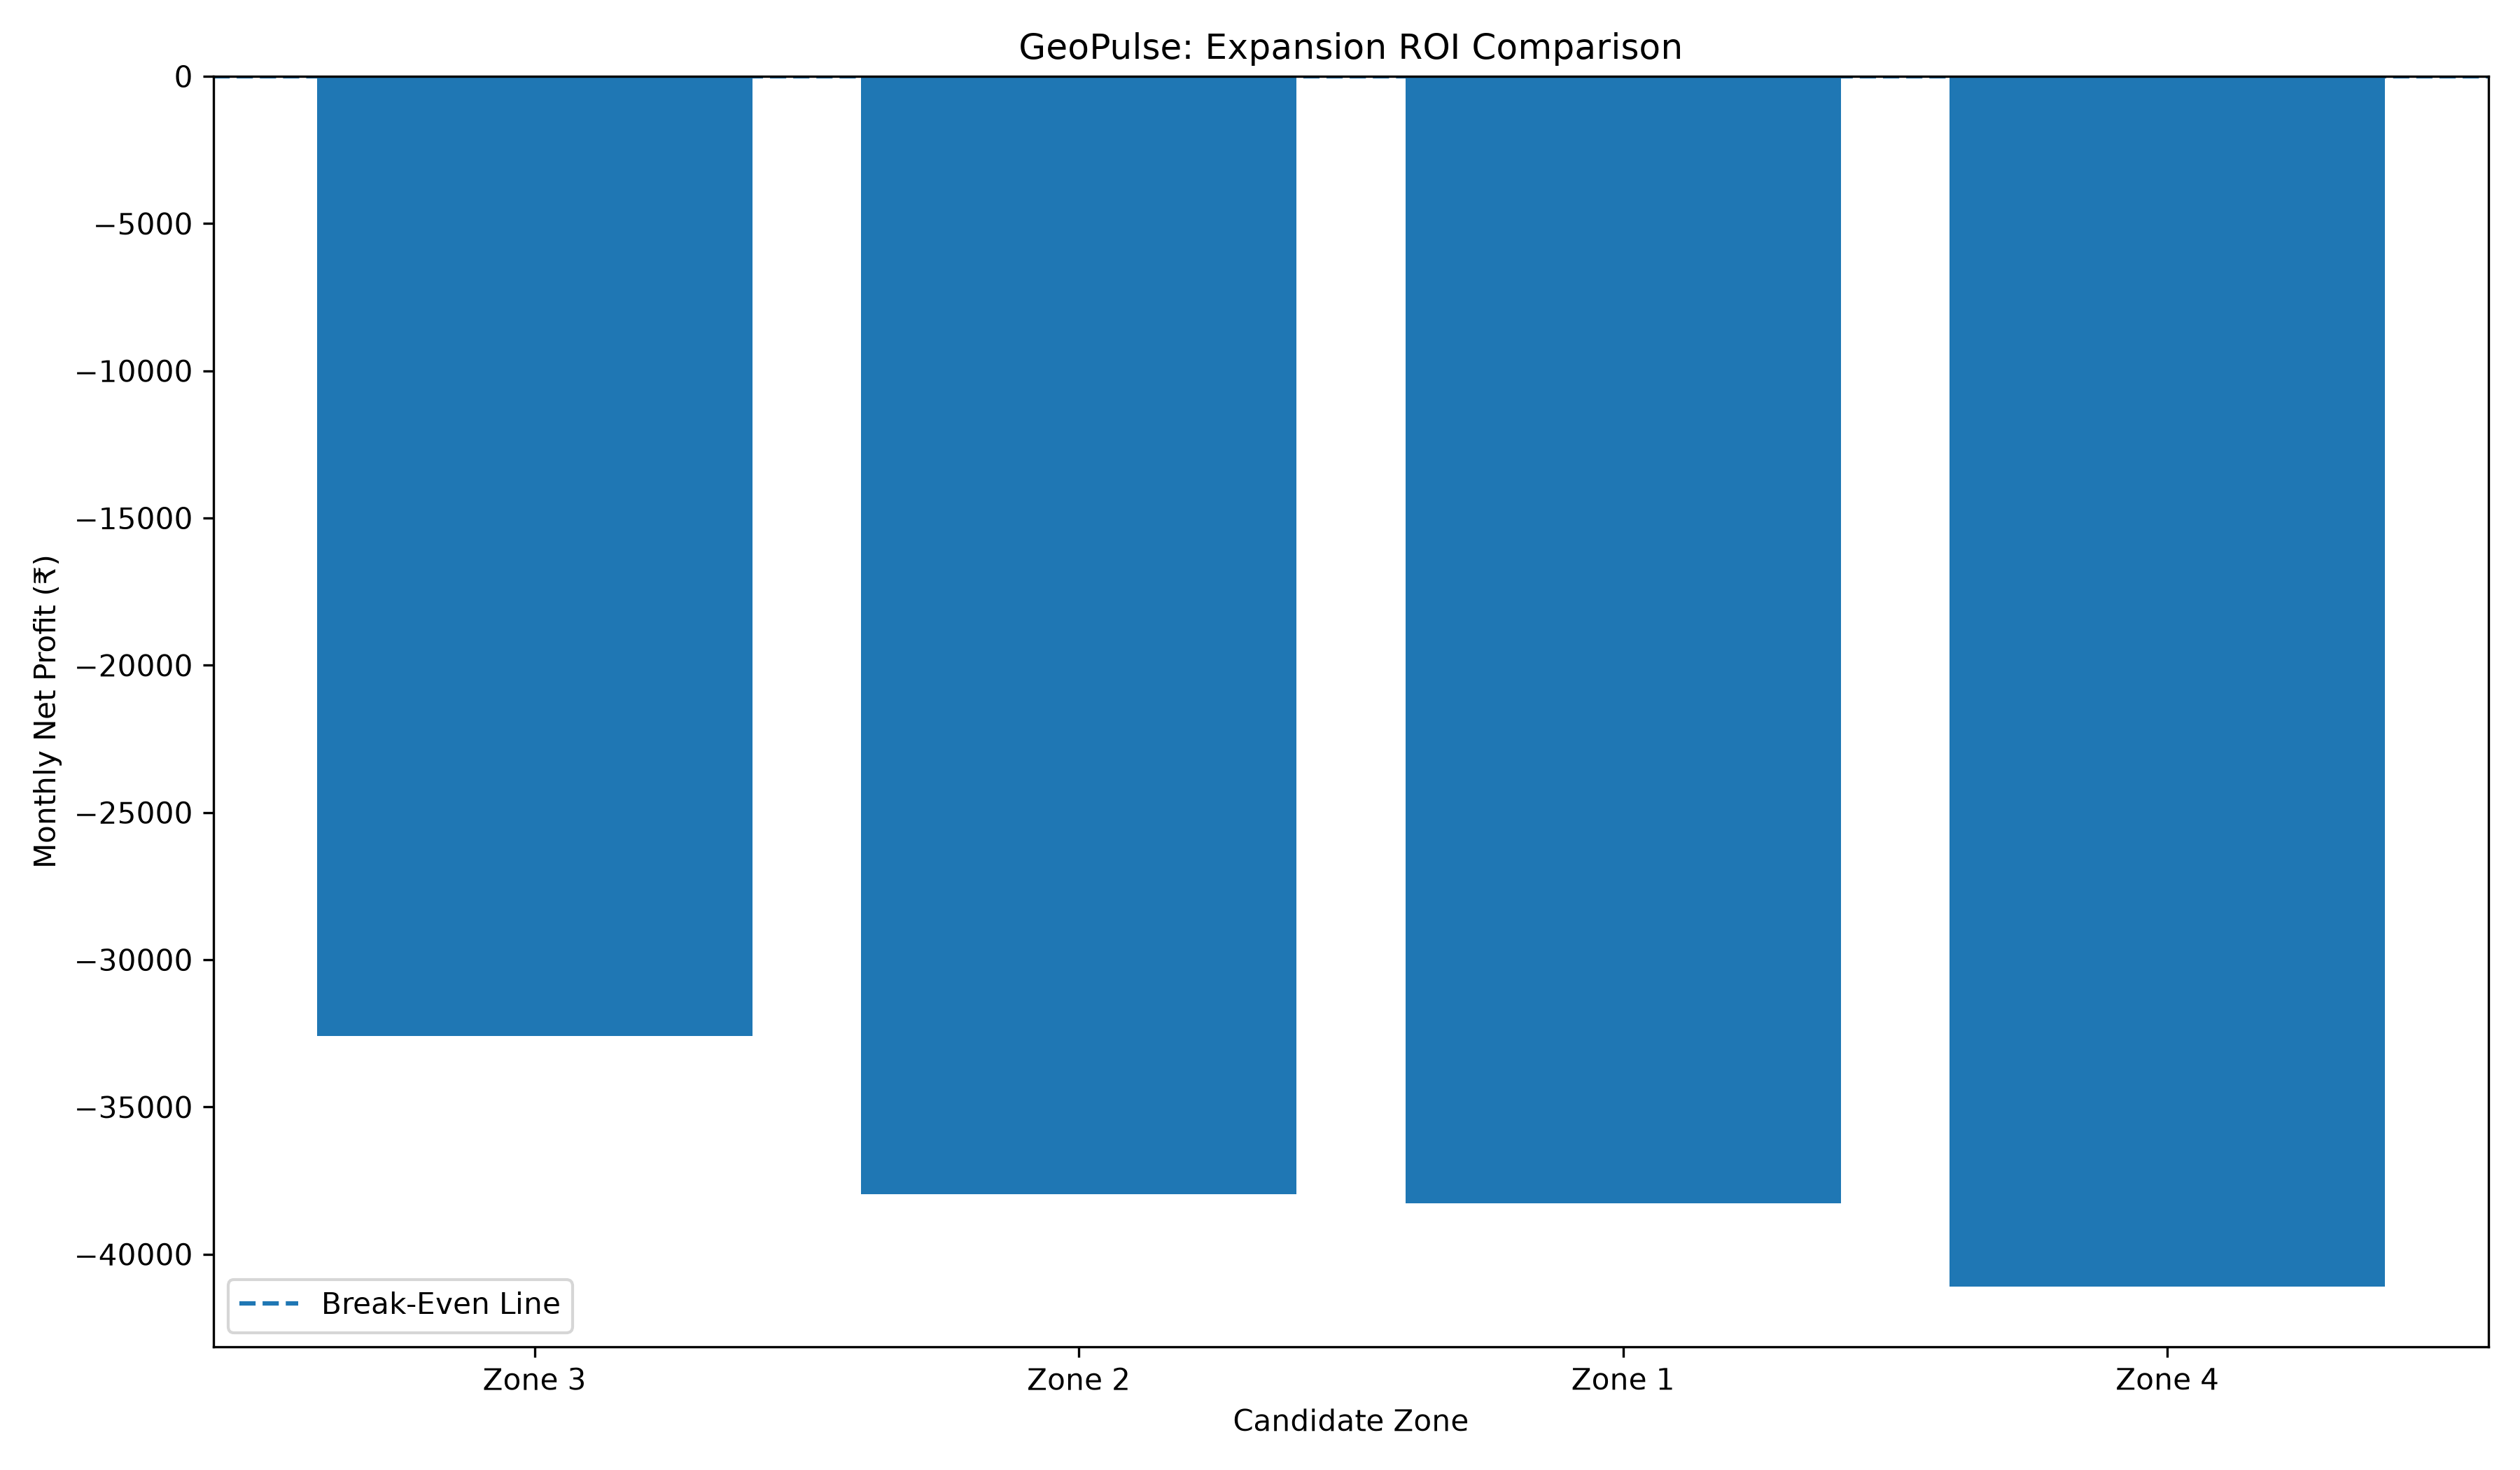 GeoPulse: Expansion ROI Comparison
0
−5000
−10000
−15000
−20000
−25000
−30000
−35000
−40000
Monthly Net Profit (₹)
Break-Even Line
Zone 3
Zone 2
Zone 1
Zone 4
Candidate Zone